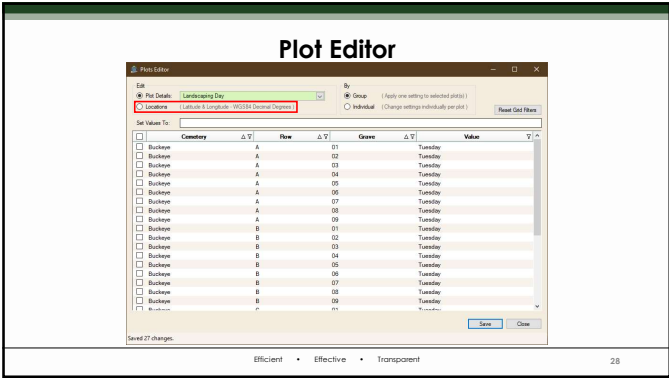 Plot Editor
Plots Editor
Edit By
Plot Details: Landscaping Day Group (Apply one setting to selected plot(s))
Locations (Latitude & Longitude - WGS84 Decimal Degrees) Individual (Change settings individually per plot) Reset Grid Filters
Set Values To:
Cemetery Row Grave Value
Buckeye A 01 Tuesday
Buckeye A 02 Tuesday
Buckeye A 03 Tuesday
Buckeye A 04 Tuesday
Buckeye A 05 Tuesday
Buckeye A 06 Tuesday
Buckeye A 07 Tuesday
Buckeye A 08 Tuesday
Buckeye A 09 Tuesday
Buckeye B 01 Tuesday
Buckeye B 02 Tuesday
Buckeye B 03 Tuesday
Buckeye B 04 Tuesday
Buckeye B 05 Tuesday
Buckeye B 06 Tuesday
Buckeye B 07 Tuesday
Buckeye B 08 Tuesday
Buckeye B 09 Tuesday
Save Close
Saved 27 changes.
Efficient • Effective • Transparent 28